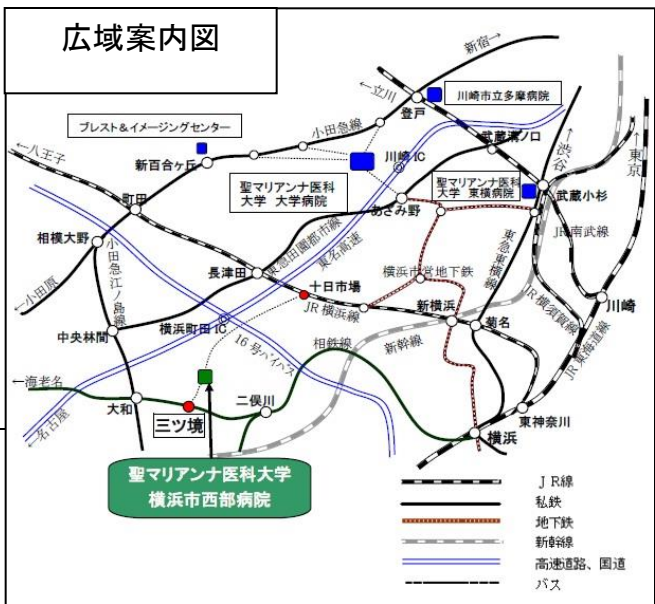 広域案内図
新宿→
←立川
登戸
川崎市立多摩病院
ブレスト&イメージングセンター
小田急線
武蔵溝ノ口
→渋谷
→東京
←八王子
新百合ヶ丘
川崎IC
聖マリアンナ医科
大学 大学病院
聖マリアンナ医科
大学 東横病院
武蔵小杉
町田
あざみ野
相模大野
東急田園都市線
東名高速
東急東横線
JR南武線
←小田原
小田急江ノ島線
長津田
十日市場
横浜市営地下鉄
JR横須賀線
川崎
JR横浜線
新横浜
菊名
JR東海道線
中央林間
横浜町田IC
16号バイパス
相鉄線
新幹線
←海老名
大和
二俣川
東神奈川
←名古屋
三ツ境
横浜
聖マリアンナ医科大学
横浜市西部病院
JR線
私鉄
地下鉄
新幹線
高速道路、国道
バス